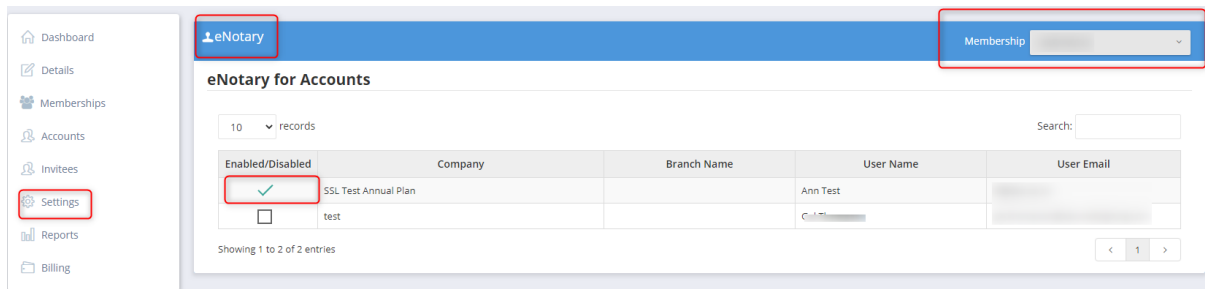 Dashboard
Details
Memberships
Accounts
Invitees
Settings
Reports
Billing
eNotary
Membership
eNotary for Accounts
10 records
Search:
Enabled/Disabled Company Branch Name User Name User Email
SSL Test Annual Plan Ann Test
test
Showing 1 to 2 of 2 entries
< 1 >